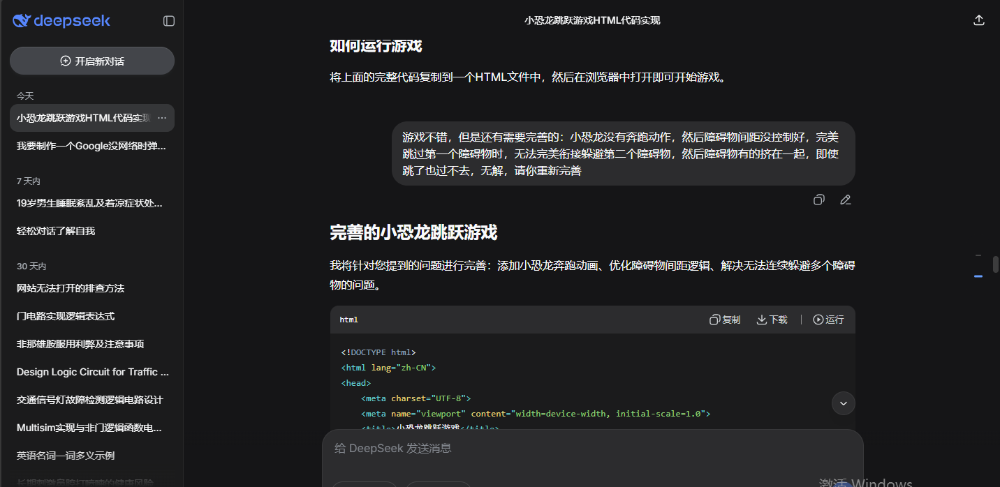 deepseek
开启新对话
今天
小恐龙跳跃游戏HTML代码实现
我要制作一个Google没网络时弹...
7 天内
19岁男生睡眠紊乱及着凉症状处...
轻松对话了解自我
30 天内
网站无法打开的排查方法
门电路实现逻辑表达式
非那雄胺服用利弊及注意事项
Design Logic Circuit for Traffic ...
交通信号灯故障检测逻辑电路设计
Multisim实现与非门逻辑函数电...
英语名词一词多义示例
小恐龙跳跃游戏HTML代码实现
如何运行游戏
将上面的完整代码复制到一个HTML文件中，然后在浏览器中打开即可开始游戏。
游戏不错，但是还有需要完善的：小恐龙没有奔跑动作，然后障碍物间距没控制好，完美
跳过第一个障碍物时，无法完美衔接躲避第二个障碍物，然后障碍物有的挤在一起，即使
跳了也过不去，无解，请你重新完善
完善的小恐龙跳跃游戏
我将针对您提到的问题进行完善：添加小恐龙奔跑动画、优化障碍物间距逻辑、解决无法连续躲避多个障碍
物的问题。
html 复制 下载 运行
<!DOCTYPE html>
<html lang="zh-CN">
<head>
<meta charset="UTF-8">
<meta name="viewport" content="width=device-width, initial-scale=1.0">
<title>小恐龙跳跃游戏</title>
给 DeepSeek 发送消息
激活 Windows